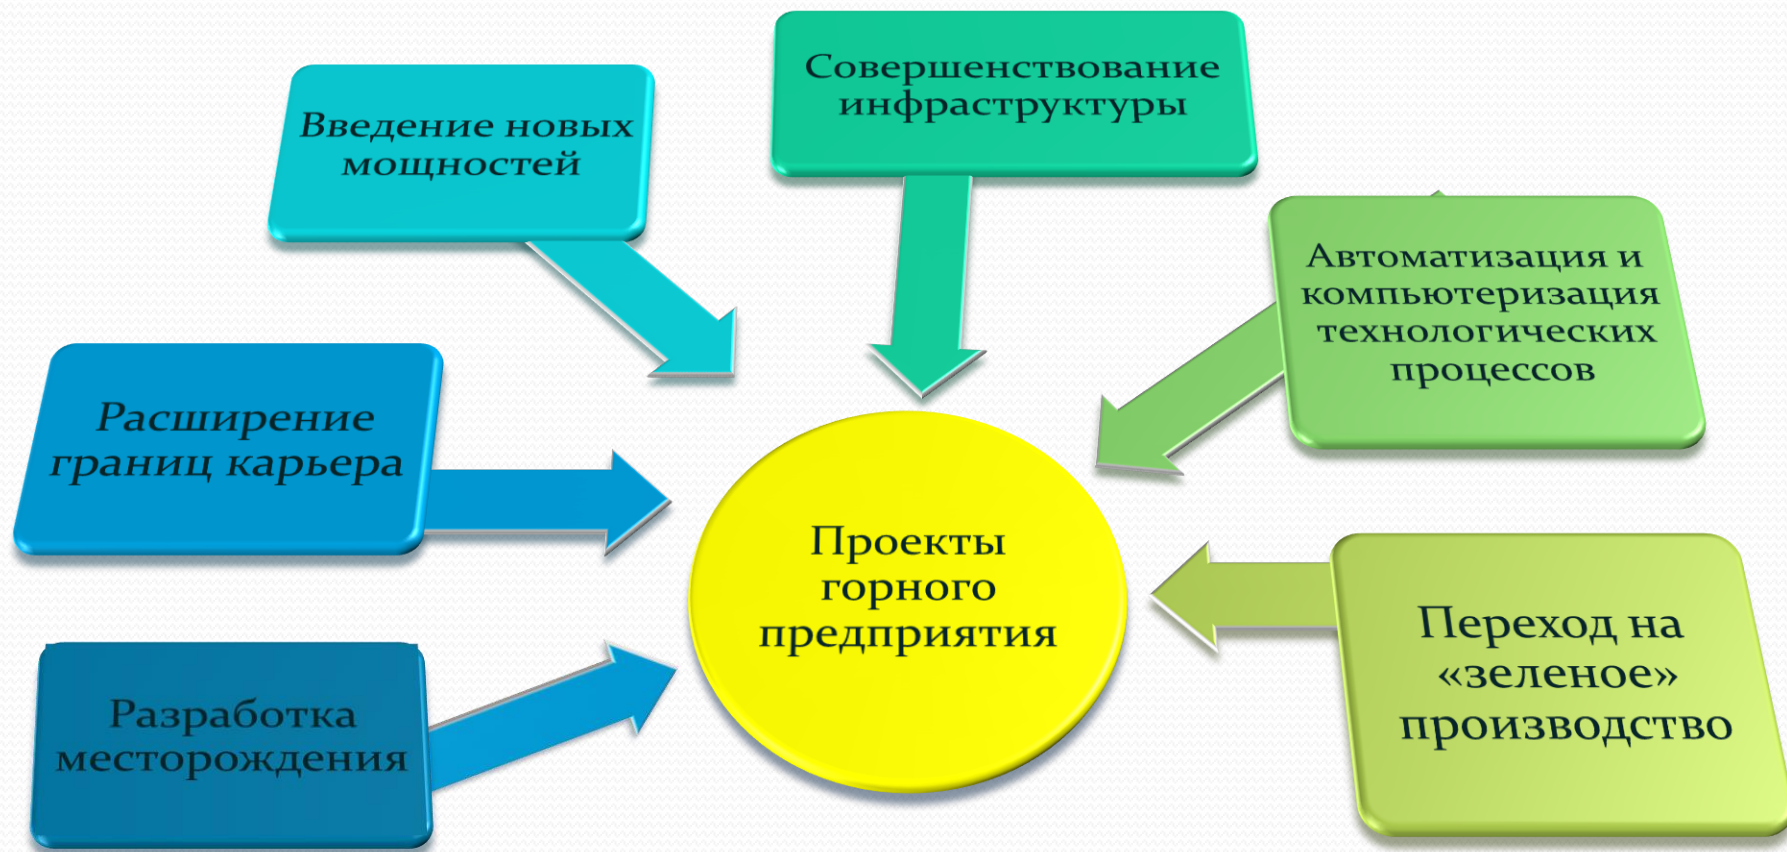 Совершенствование
инфраструктуры
Введение новых
мощностей
Автоматизация и
компьютеризация
технологических
процессов
Расширение
границ карьера
Проекты
горного
предприятия
Переход на
«зеленое»
производство
Разработка
месторождения